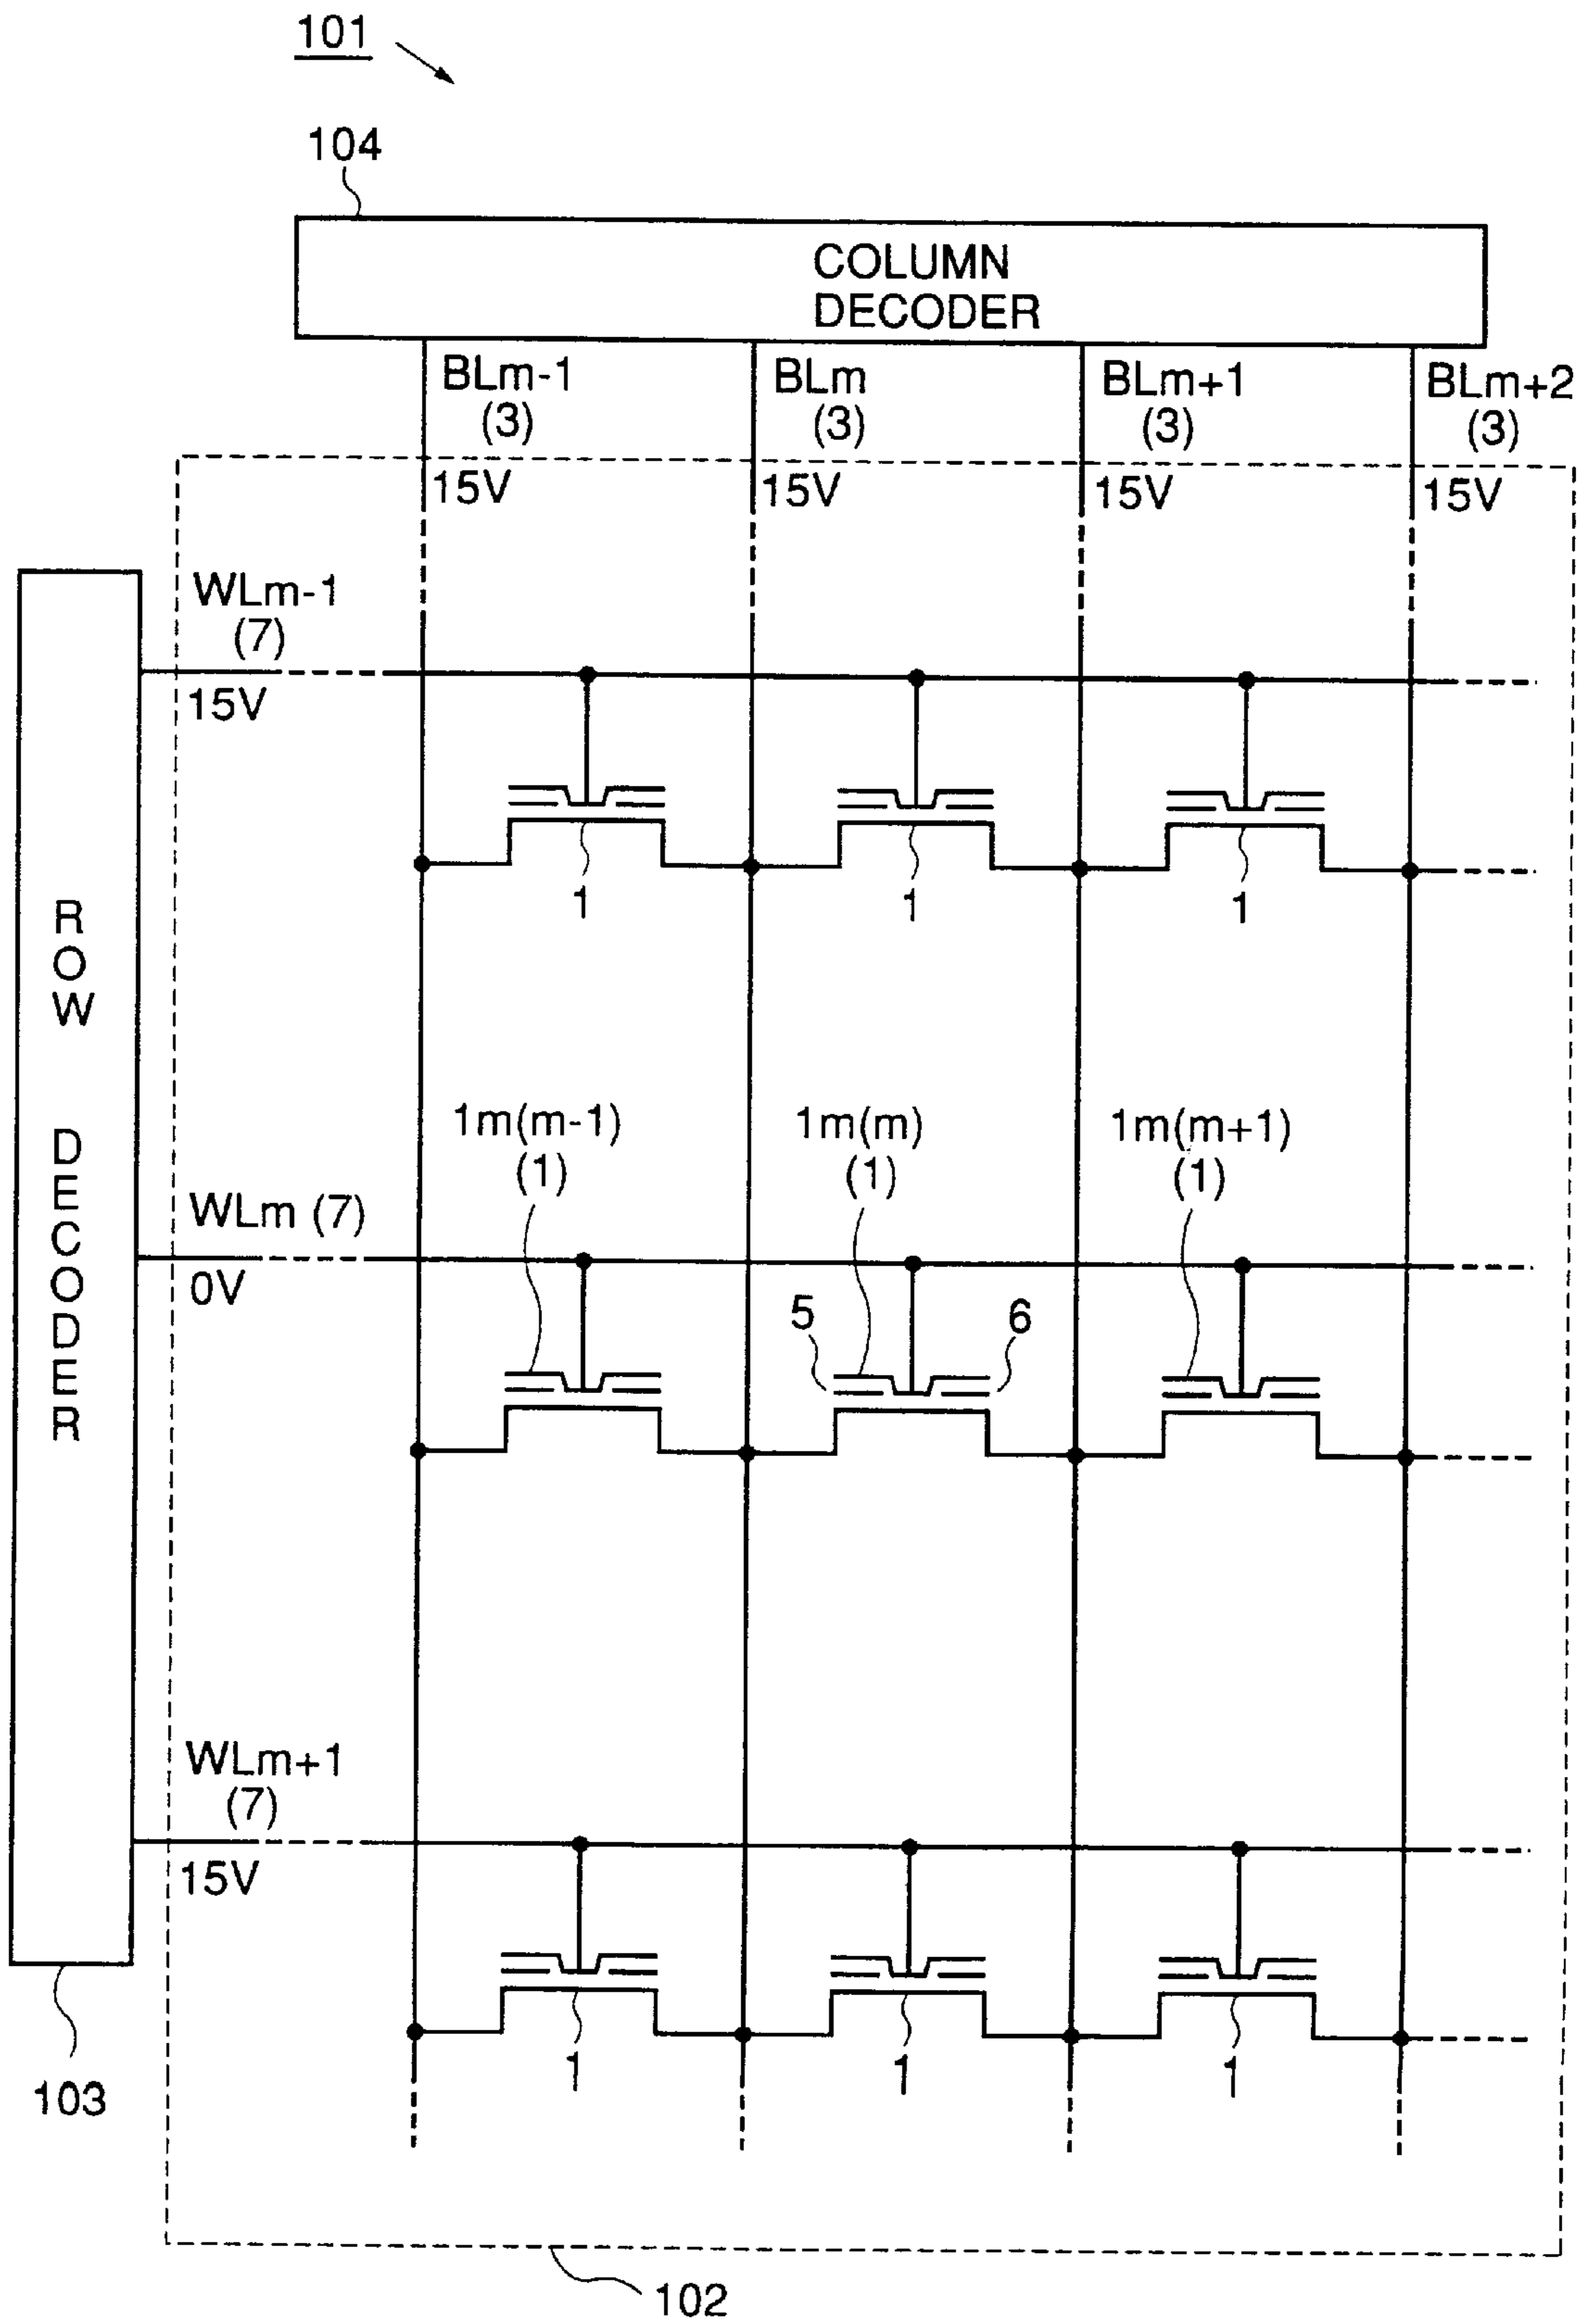 101
104
COLUMN
DECODER
BLm-1
(3)
BLm
(3)
BLm+1
(3)
BLm+2
(3)
15V
15V
15V
15V
WLm-1
(7)
15V
1
1
1
ROW DECODER
1m(m-1)
(1)
1m(m)
(1)
1m(m+1)
(1)
WLm (7)
0V
5
6
WLm+1
(7)
15V
1
1
1
103
102